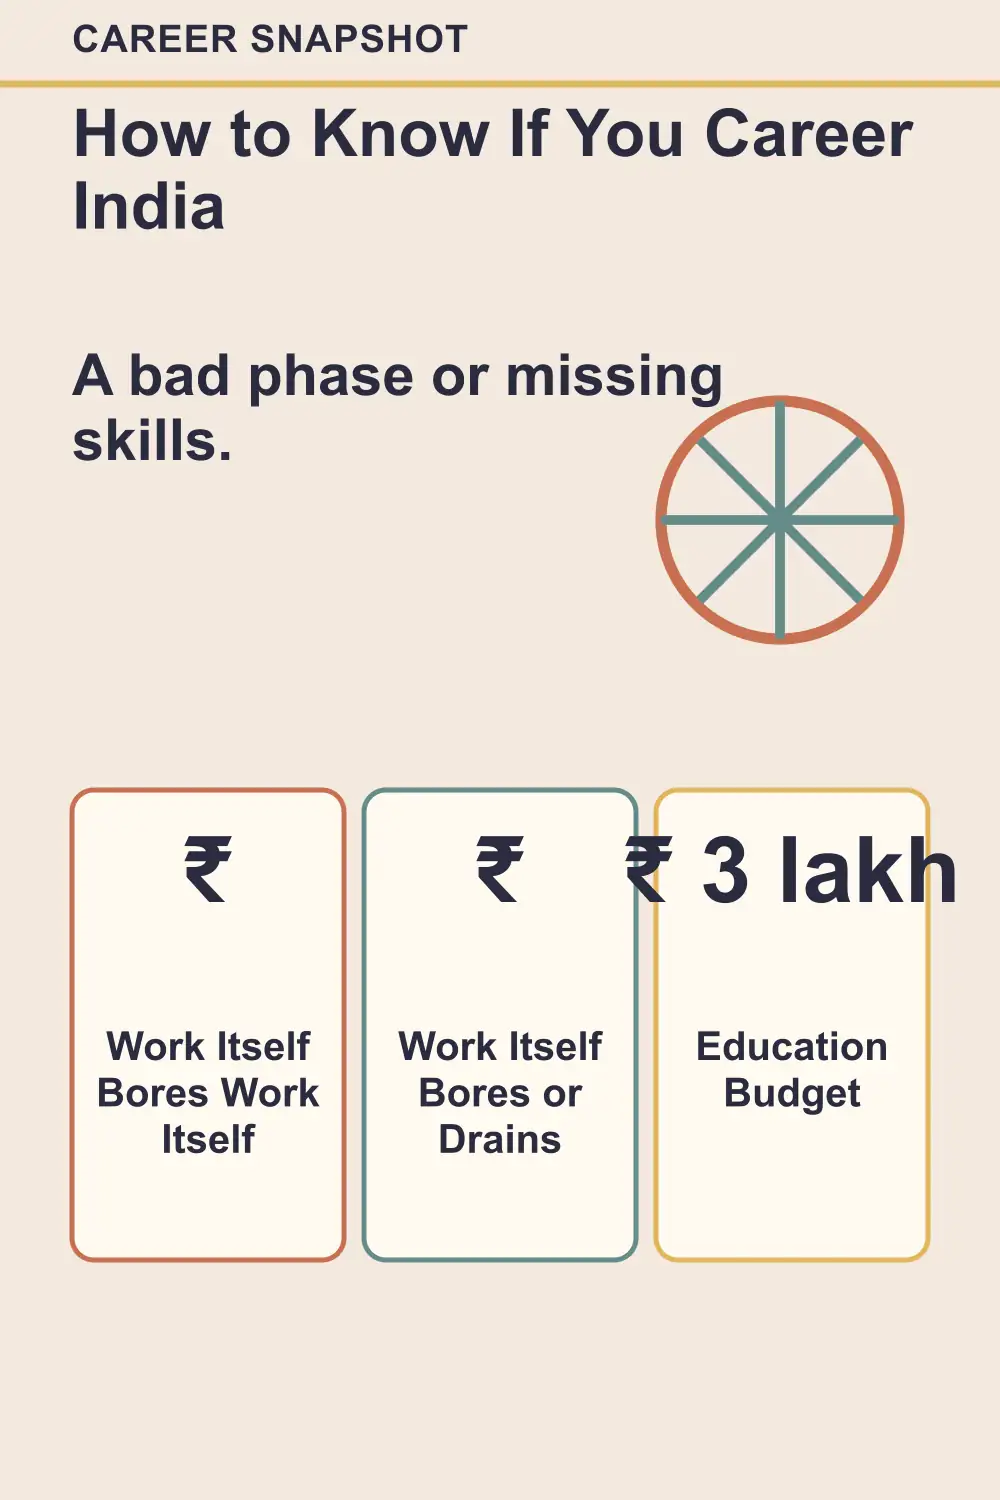 CAREER SNAPSHOT
How to Know If You Career
India
A bad phase or missing
skills.
₹
Work Itself
Bores Work
Itself
₹
Work Itself
Bores or
Drains
₹ 3 lakh
Education
Budget